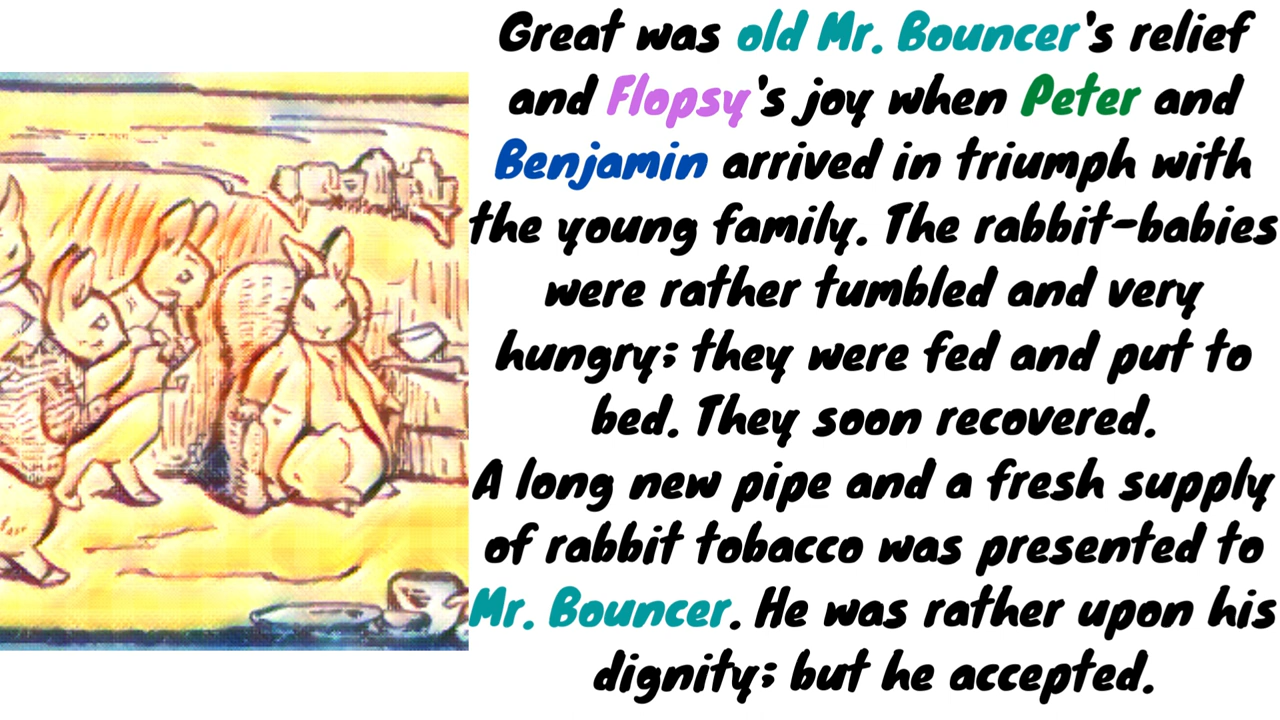 Great was old Mr. Bouncer's relief
and Flopsy's joy when Peter and
Benjamin arrived in triumph with
the young family. The rabbit-babies
were rather tumbled and very
hungry; they were fed and put to
bed. They soon recovered.
A long new pipe and a fresh supply
of rabbit tobacco was presented to
Mr. Bouncer. He was rather upon his
dignity; but he accepted.